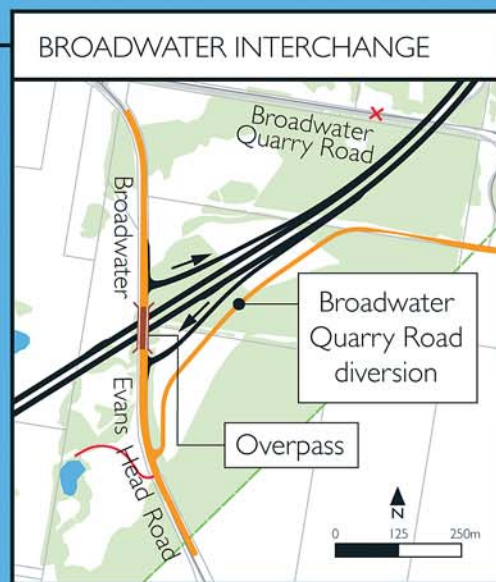 BROADWATER INTERCHANGE
Broadwater
Quarry Road
Broadwater
Evans
Head Road
Broadwater
Quarry Road
diversion
Overpass
N
0 125 250m